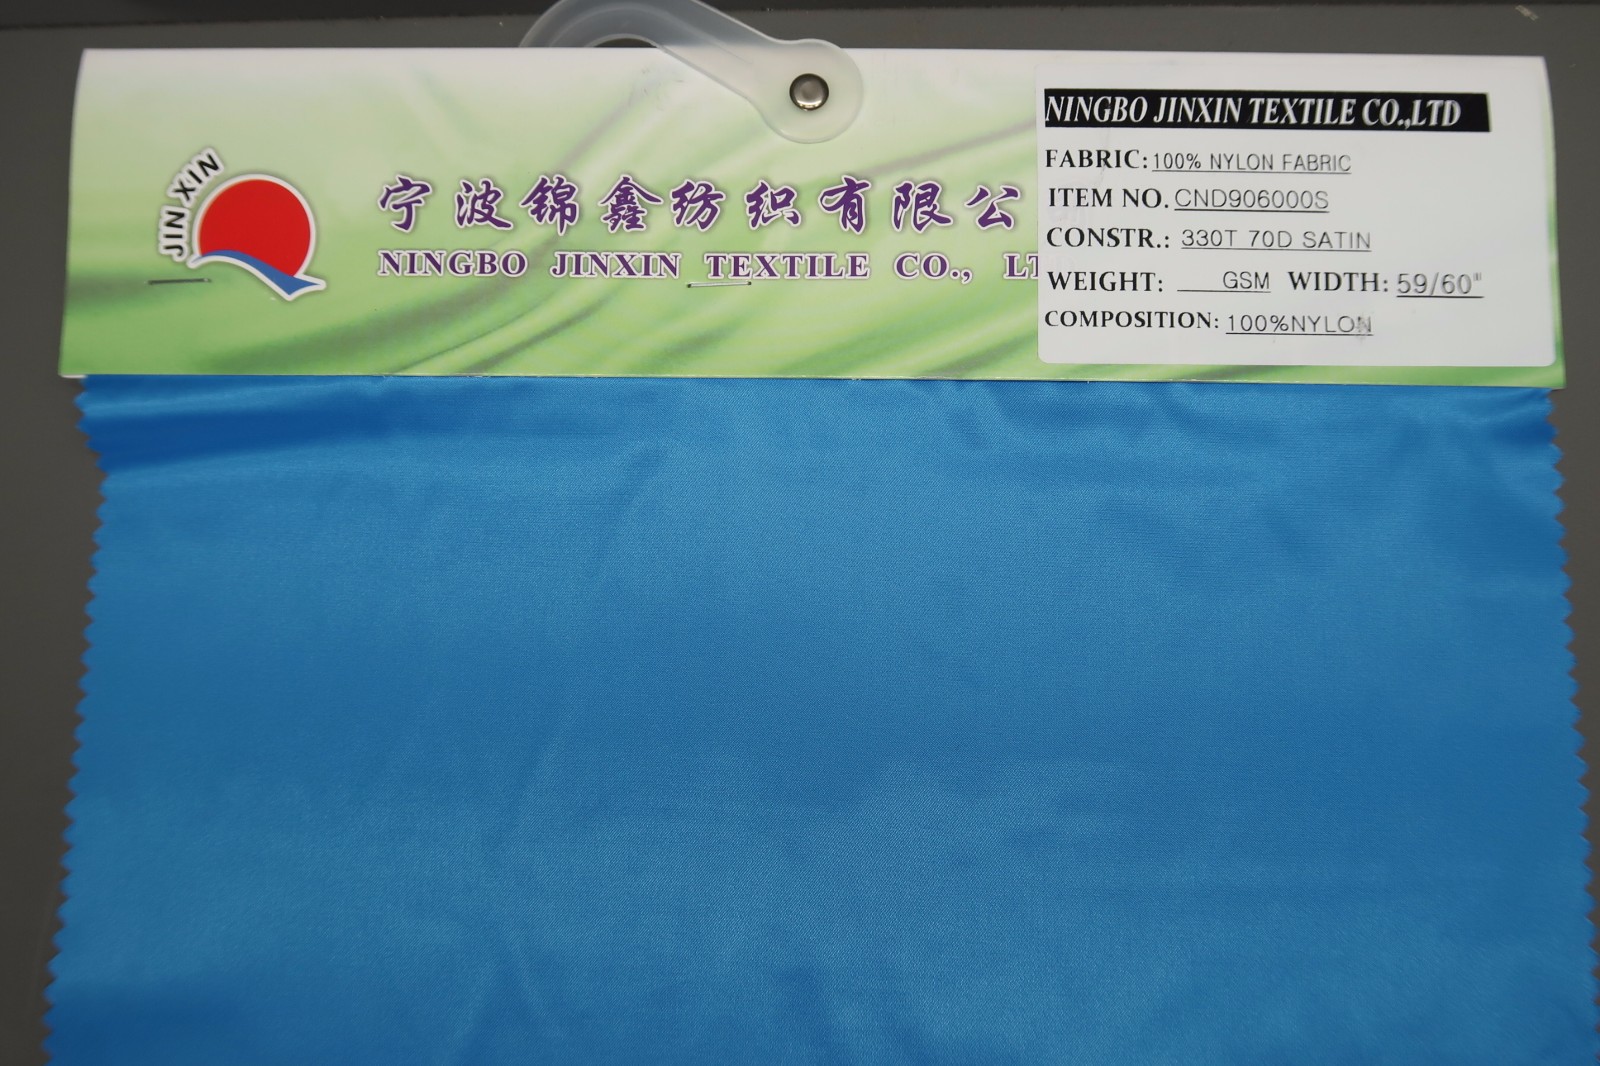 JIN XIN
宁波锦鑫纺织有限公
NINGBO JINXIN TEXTILE CO.,
NINGBO JINXIN TEXTILE CO.,LTD
FABRIC: 100% NYLON FABRIC
ITEM NO. CND906000S
CONSTR.: 330T 70D SATIN
WEIGHT: ___GSM WIDTH: 59/60"
COMPOSITION: 100%NYLON